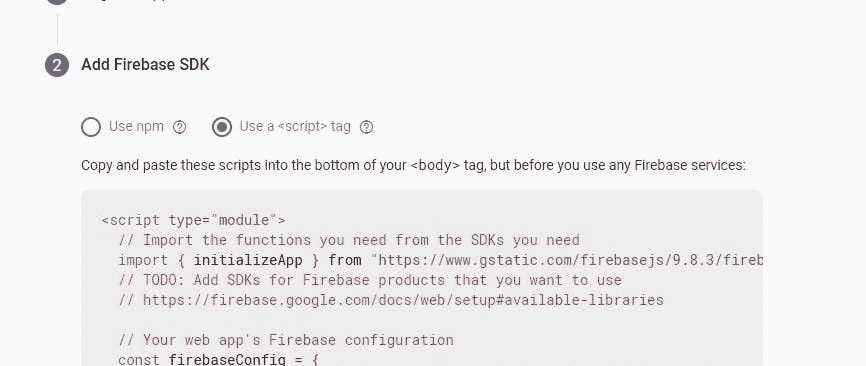 2 Add Firebase SDK
Use npm ? Use a <script> tag ?
Copy and paste these scripts into the bottom of your <body> tag, but before you use any Firebase services:
<script type="module">
// Import the functions you need from the SDKs you need
import { initializeApp } from "https://www.gstatic.com/firebasejs/9.8.3/fireb
// TODO: Add SDKs for Firebase products that you want to use
// https://firebase.google.com/docs/web/setup#available-libraries
// Your web app's Firebase configuration
const firebaseConfig = {